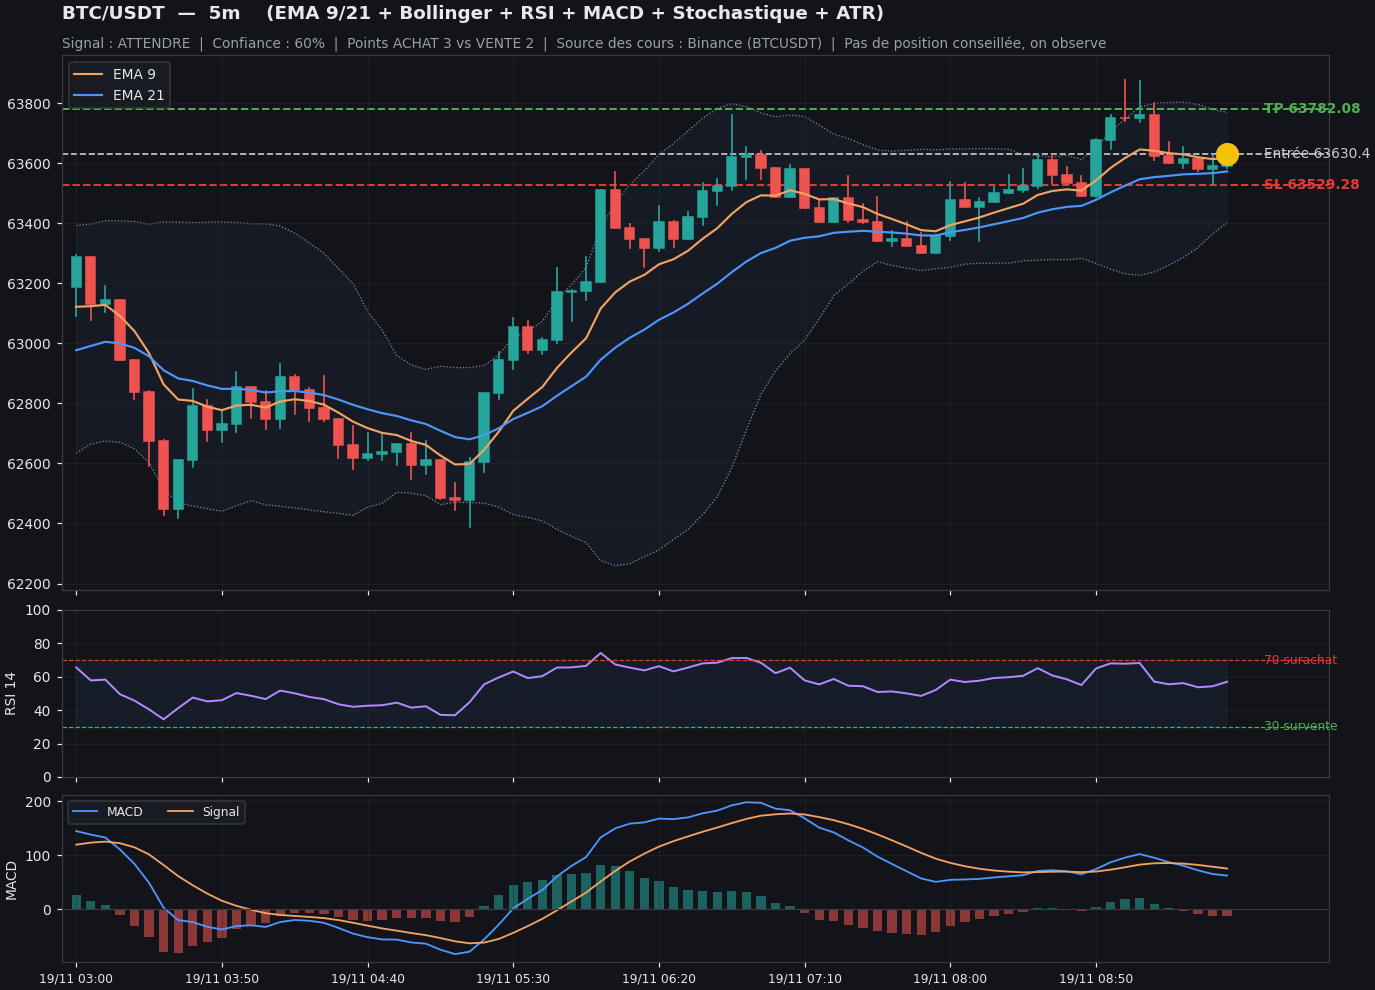 BTC/USDT — 5m (EMA 9/21 + Bollinger + RSI + MACD + Stochastique + ATR)
Signal : ATTENDRE | Confiance : 60% | Points ACHAT 3 vs VENTE 2 | Source des cours : Binance (BTCUSDT) | Pas de position conseillée, on observe
EMA 9
EMA 21
63800
63600
63400
63200
63000
62800
62600
62400
62200
TP 63782.08
Entrée 63630.4
SL 63529.28
100
80
60
40
20
0
RSI 14
70 surachat
30 survente
MACD
Signal
200
100
0
MACD
19/11 03:00
19/11 03:50
19/11 04:40
19/11 05:30
19/11 06:20
19/11 07:10
19/11 08:00
19/11 08:50